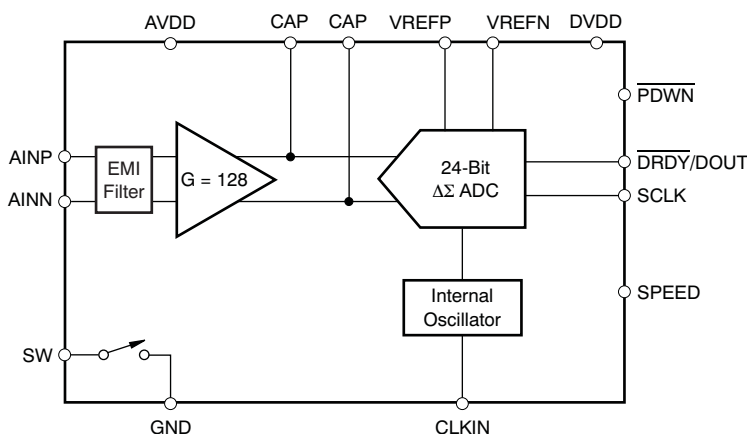 AVDD CAP CAP VREFP VREFN DVDD
PDWN
AINP
EMI
Filter
G = 128
24-Bit
ΔΣ ADC
DRDY/DOUT
AINN
SCLK
Internal
Oscillator
SPEED
SW
GND CLKIN